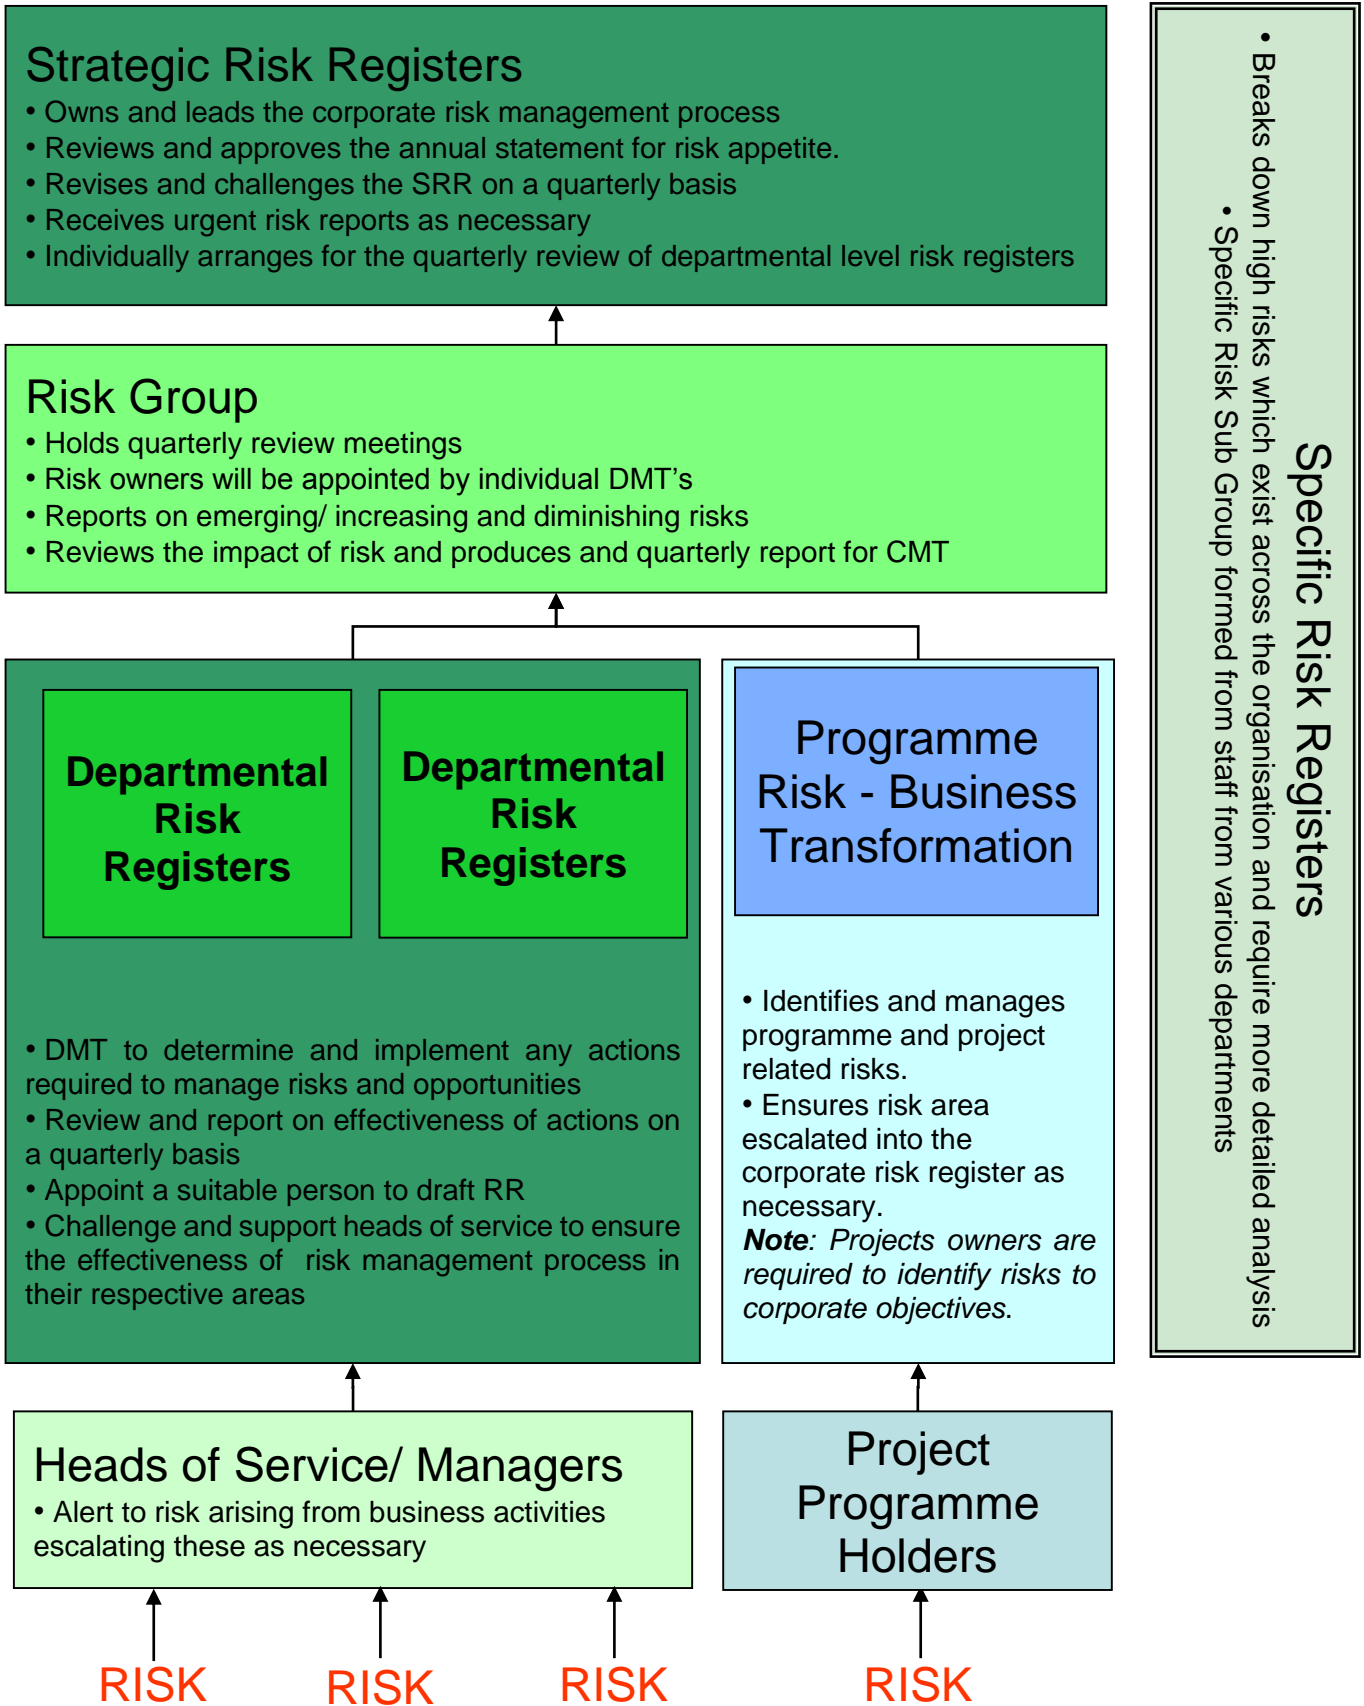 Strategic Risk Registers
• Owns and leads the corporate risk management process
• Reviews and approves the annual statement for risk appetite.
• Revises and challenges the SRR on a quarterly basis
• Receives urgent risk reports as necessary
• Individually arranges for the quarterly review of departmental level risk registers
Risk Group
• Holds quarterly review meetings
• Risk owners will be appointed by individual DMT's
• Reports on emerging/ increasing and diminishing risks
• Reviews the impact of risk and produces and quarterly report for CMT
Departmental
Risk
Registers
Departmental
Risk
Registers
• DMT to determine and implement any actions
required to manage risks and opportunities
• Review and report on effectiveness of actions on
a quarterly basis
• Appoint a suitable person to draft RR
• Challenge and support heads of service to ensure
the effectiveness of risk management process in
their respective areas
Programme
Risk - Business
Transformation
• Identifies and manages
programme and project
related risks.
• Ensures risk area
escalated into the
corporate risk register as
necessary.
Note: Projects owners are
required to identify risks to
corporate objectives.
Heads of Service/ Managers
• Alert to risk arising from business activities
escalating these as necessary
Project
Programme
Holders
RISK
RISK
RISK
RISK
Specific Risk Registers
• Breaks down high risks which exist across the organisation and require more detailed analysis
• Specific Risk Sub Group formed from staff from various departments